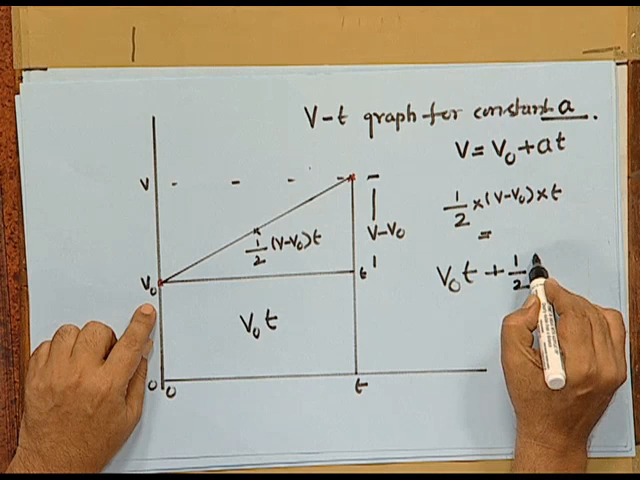 V-t graph for constant a.
V = V₀ + at
1/2 × (V-V₀) × t
=
V₀t + 1/2
V
1/2 (V-V₀)t
V-V₀
V₀
t
V₀t
0
0
t